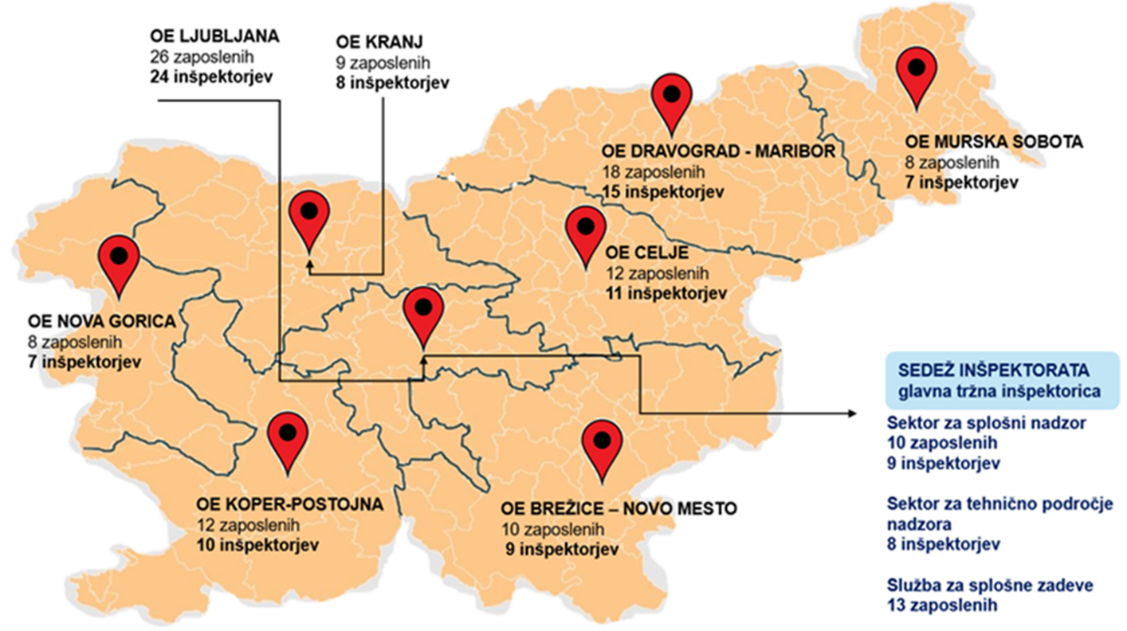 OE LJUBLJANA
26 zaposlenih
24 inšpektorjev
OE KRANJ
9 zaposlenih
8 inšpektorjev
OE DRAVOGRAD - MARIBOR
18 zaposlenih
15 inšpektorjev
OE MURSKA SOBOTA
8 zaposlenih
7 inšpektorjev
OE CELJE
12 zaposlenih
11 inšpektorjev
OE NOVA GORICA
8 zaposlenih
7 inšpektorjev
OE KOPER-POSTOJNA
12 zaposlenih
10 inšpektorjev
OE BREŽICE – NOVO MESTO
10 zaposlenih
9 inšpektorjev
SEDEŽ INŠPEKTORATA
glavna tržna inšpektorica
Sektor za splošni nadzor
10 zaposlenih
9 inšpektorjev
Sektor za tehnično področje
nadzora
8 inšpektorjev
Služba za splošne zadeve
13 zaposlenih